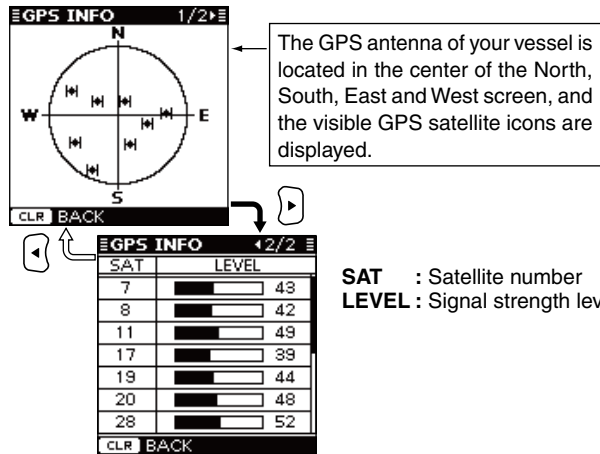 GPS INFO 1/2
N
W E
S
CLR BACK
The GPS antenna of your vessel is
located in the center of the North,
South, East and West screen, and
the visible GPS satellite icons are
displayed.
GPS INFO 2/2
SAT LEVEL
7 43
8 42
11 49
17 39
19 44
20 48
28 52
CLR BACK
SAT : Satellite number
LEVEL : Signal strength lev